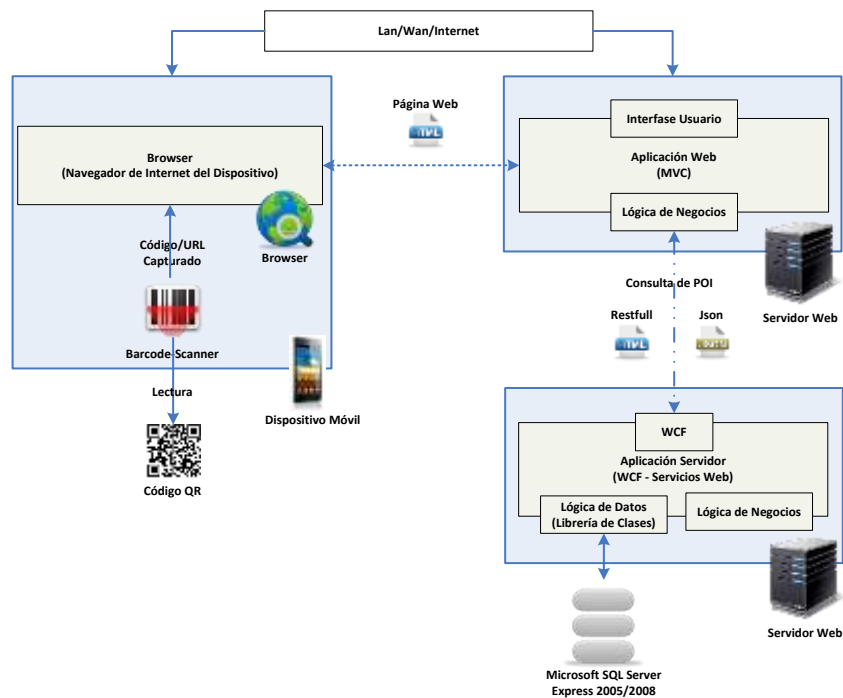 Lan/Wan/Internet
Página Web
HTML
Browser
(Navegador de Internet del Dispositivo)
Código/URL
Capturado
Browser
Barcode-Scanner
Lectura
Dispositivo Móvil
Código QR
Interfase Usuario
Aplicación Web
(MVC)
Lógica de Negocios
Servidor Web
Consulta de POI
Restfull
HTML
Json
WCF
Aplicación Servidor
(WCF - Servicios Web)
Lógica de Datos
(Librería de Clases)
Lógica de Negocios
Servidor Web
Microsoft SQL Server
Express 2005/2008